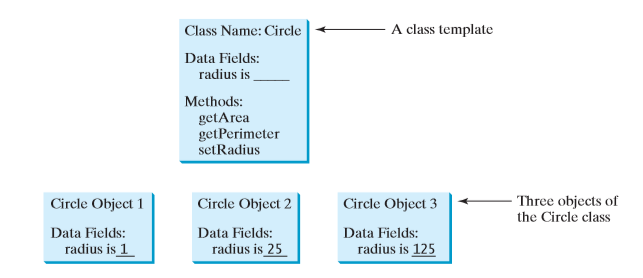 Class Name: Circle
A class template
Data Fields:
radius is _____
Methods:
getArea
getPerimeter
setRadius
Circle Object 1
Data Fields:
radius is 1
Circle Object 2
Data Fields:
radius is 25
Circle Object 3
Data Fields:
radius is 125
Three objects of
the Circle class